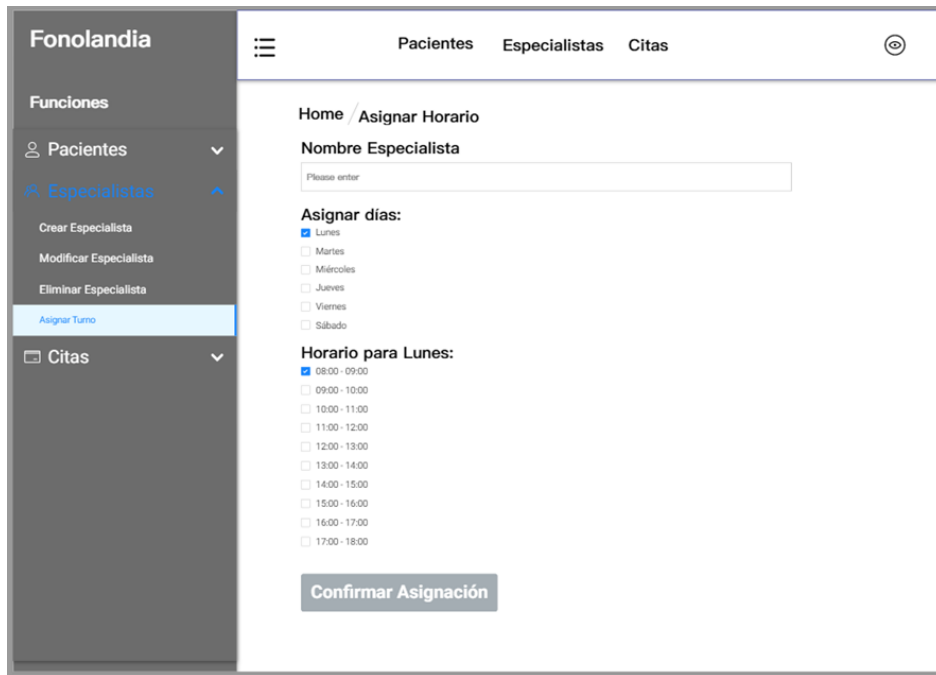 Fonolandia
Pacientes Especialistas Citas
Funciones
Pacientes
Especialistas
Crear Especialista
Modificar Especialista
Eliminar Especialista
Asignar Turno
Citas
Home / Asignar Horario
Nombre Especialista
Please enter
Asignar días:
Lunes
Martes
Miércoles
Jueves
Viernes
Sábado
Horario para Lunes:
08:00 - 09:00
09:00 - 10:00
10:00 - 11:00
11:00 - 12:00
12:00 - 13:00
13:00 - 14:00
14:00 - 15:00
15:00 - 16:00
16:00 - 17:00
17:00 - 18:00
Confirmar Asignación